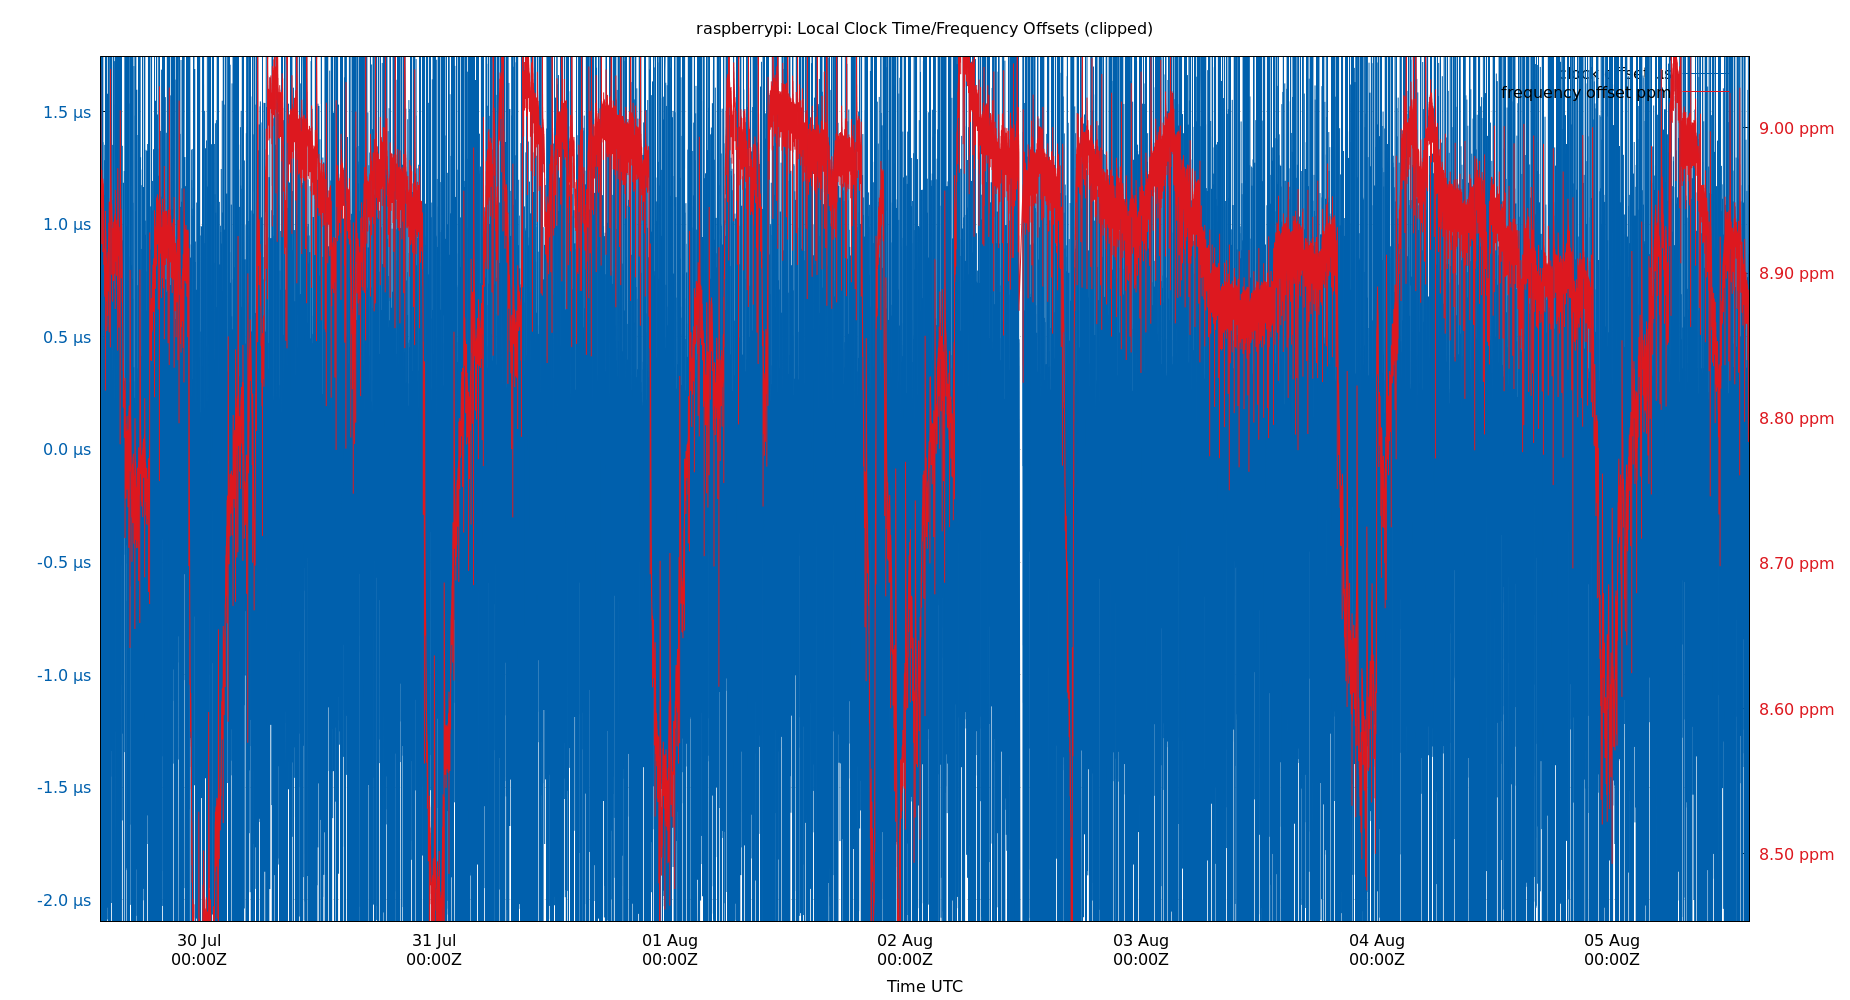 raspberrypi: Local Clock Time/Frequency Offsets (clipped)
clock offset µs
frequency offset ppm
1.5 µs
1.0 µs
0.5 µs
0.0 µs
-0.5 µs
-1.0 µs
-1.5 µs
-2.0 µs
9.00 ppm
8.90 ppm
8.80 ppm
8.70 ppm
8.60 ppm
8.50 ppm
30 Jul
00:00Z
31 Jul
00:00Z
01 Aug
00:00Z
02 Aug
00:00Z
03 Aug
00:00Z
04 Aug
00:00Z
05 Aug
00:00Z
Time UTC